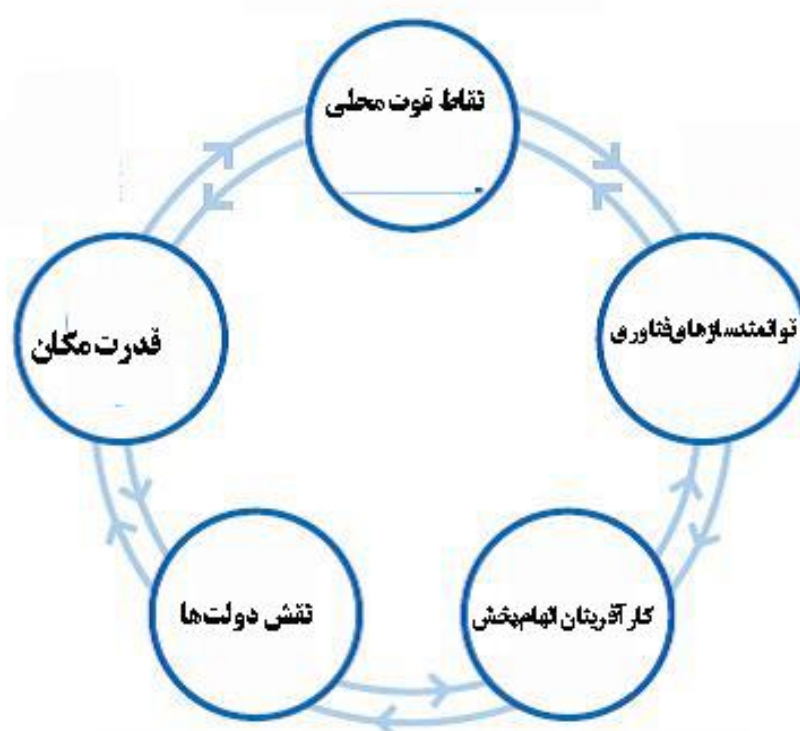 نقاط قوت محلی
توانمندسازهای فناوری
قدرت مکان
کارآفرینان الهام‌بخش
نقش دولت‌ها